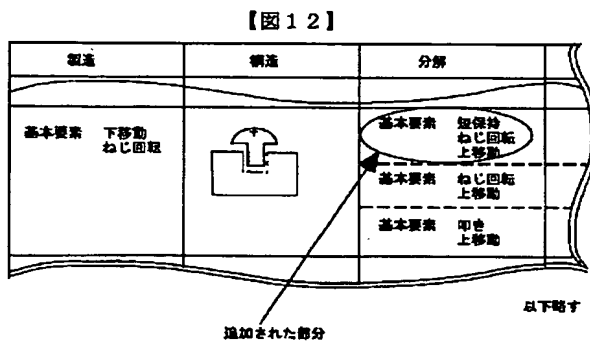 【図12】
製造 構造 分解
基本要素 下移動
ねじ回転
基本要素 短保持
ねじ回転
上移動
基本要素 ねじ回転
上移動
基本要素 叩き
上移動
以下略す
追加された部分